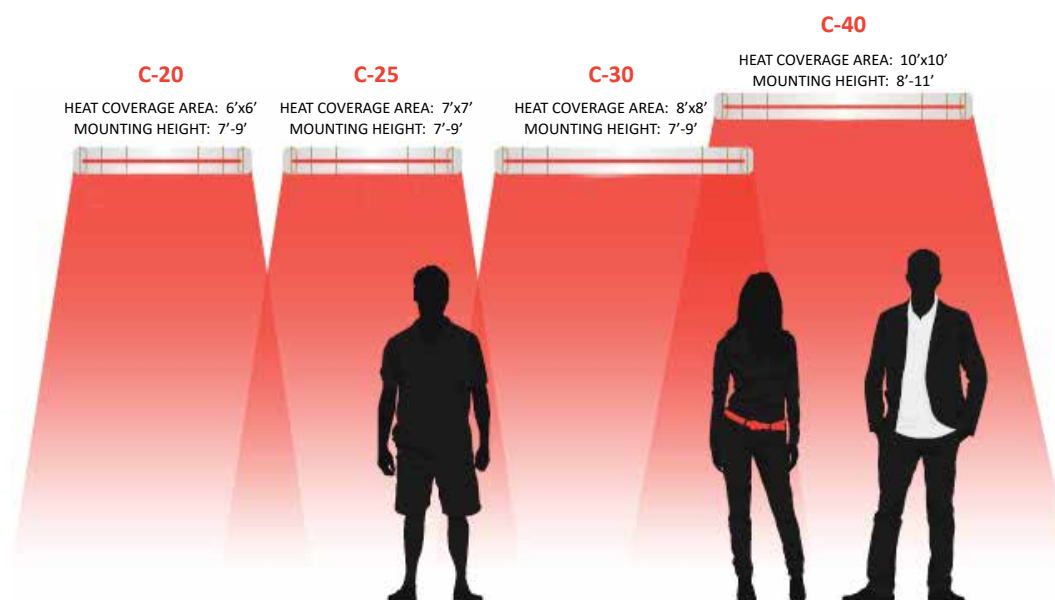 C-20
HEAT COVERAGE AREA: 6’x6’
MOUNTING HEIGHT: 7’-9’
C-25
HEAT COVERAGE AREA: 7’x7’
MOUNTING HEIGHT: 7’-9’
C-30
HEAT COVERAGE AREA: 8’x8’
MOUNTING HEIGHT: 7’-9’
C-40
HEAT COVERAGE AREA: 10’x10’
MOUNTING HEIGHT: 8’-11’